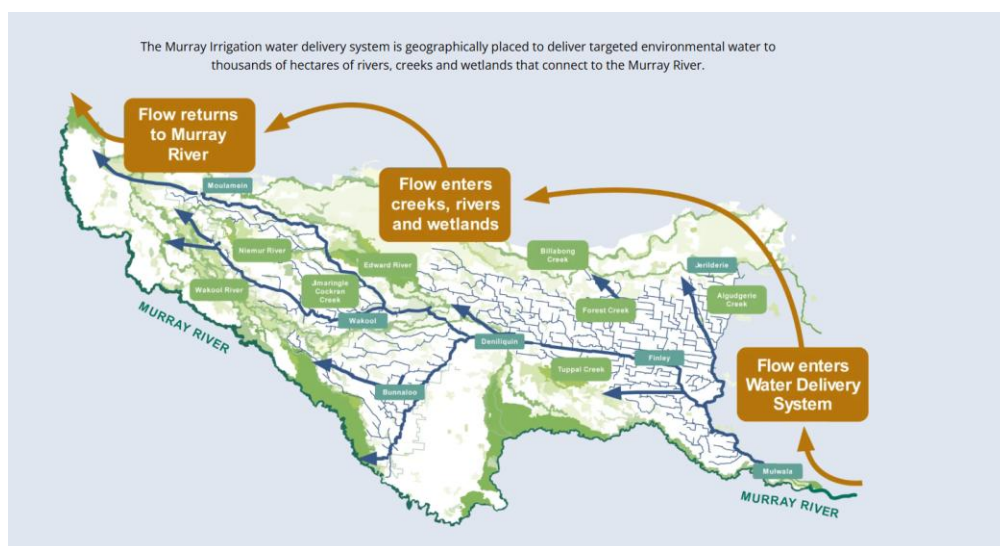 The Murray Irrigation water delivery system is geographically placed to deliver targeted environmental water to
thousands of hectares of rivers, creeks and wetlands that connect to the Murray River.
Flow returns
to Murray
River
Flow enters
creeks, rivers
and wetlands
Flow enters
Water Delivery
System
Moulamein
Niemur River
Edward River
Billabong
Creek
Jerilderie
Wakool River
Jmaringle
Cockran
Creek
Forest Creek
Algudgerie
Creek
MURRAY RIVER
Wakool
Deniliquin
Finley
Tuppal Creek
Bunnaloo
Mulwala
MURRAY RIVER